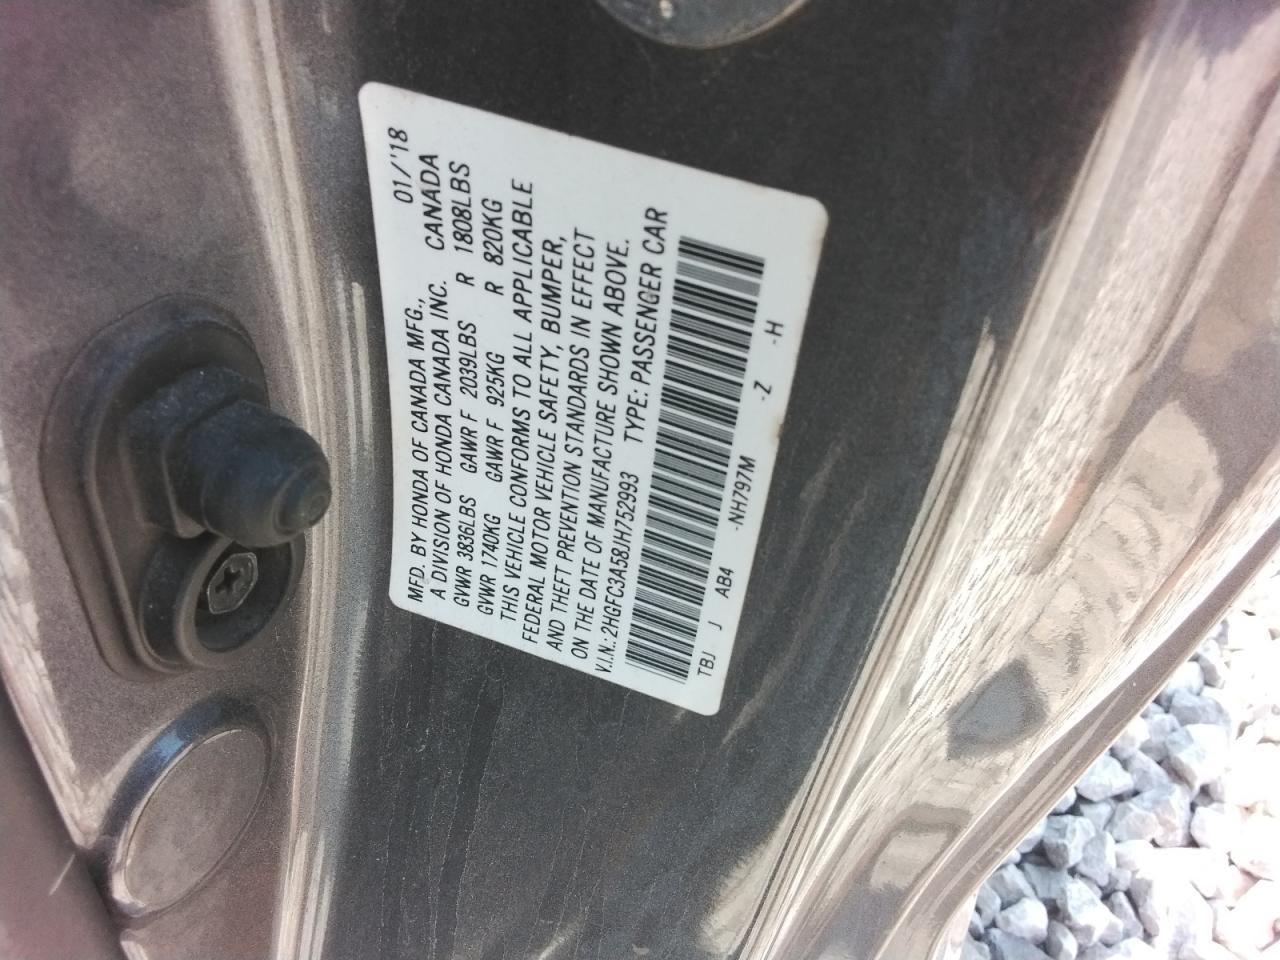 MFD. BY HONDA OF CANADA MFG., 01/'18
A DIVISION OF HONDA CANADA INC. CANADA
GVWR 3836LBS GAWR F 2039LBS R 1808LBS
GVWR 1740KG GAWR F 925KG R 820KG
THIS VEHICLE CONFORMS TO ALL APPLICABLE
FEDERAL MOTOR VEHICLE SAFETY, BUMPER,
AND THEFT PREVENTION STANDARDS IN EFFECT
ON THE DATE OF MANUFACTURE SHOWN ABOVE.
V.I.N.: 2HGFC3A58JH752993 TYPE: PASSENGER CAR
TBJ J AB4 -NH797M -Z -H